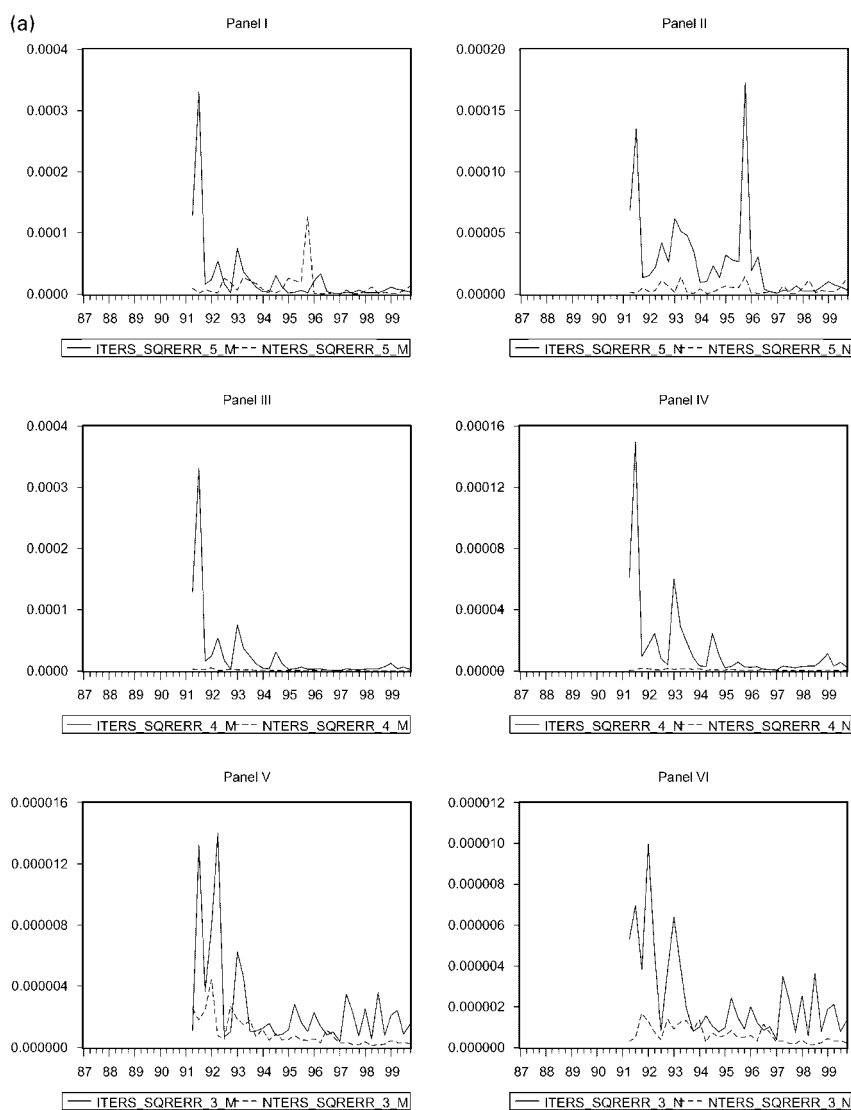 (a)
Panel I
0.0004
0.0003
0.0002
0.0001
0.0000
87 88 89 90 91 92 93 94 95 96 97 98 99
ITERS_SQRERR_5_M NTERS_SQRERR_5_M
Panel II
0.00020
0.00015
0.00010
0.00005
0.00000
87 88 89 90 91 92 93 94 95 96 97 98 99
ITERS_SQRERR_5_N NTERS_SQRERR_5_N
Panel III
0.0004
0.0003
0.0002
0.0001
0.0000
87 88 89 90 91 92 93 94 95 96 97 98 99
ITERS_SQRERR_4_M NTERS_SQRERR_4_M
Panel IV
0.00016
0.00012
0.00008
0.00004
0.00000
87 88 89 90 91 92 93 94 95 96 97 98 99
ITERS_SQRERR_4_N NTERS_SQRERR_4_N
Panel V
0.000016
0.000012
0.000008
0.000004
0.000000
87 88 89 90 91 92 93 94 95 96 97 98 99
ITERS_SQRERR_3_M NTERS_SQRERR_3_M
Panel VI
0.000012
0.000010
0.000008
0.000006
0.000004
0.000002
0.000000
87 88 89 90 91 92 93 94 95 96 97 98 99
ITERS_SQRERR_3_N NTERS_SQRERR_3_N